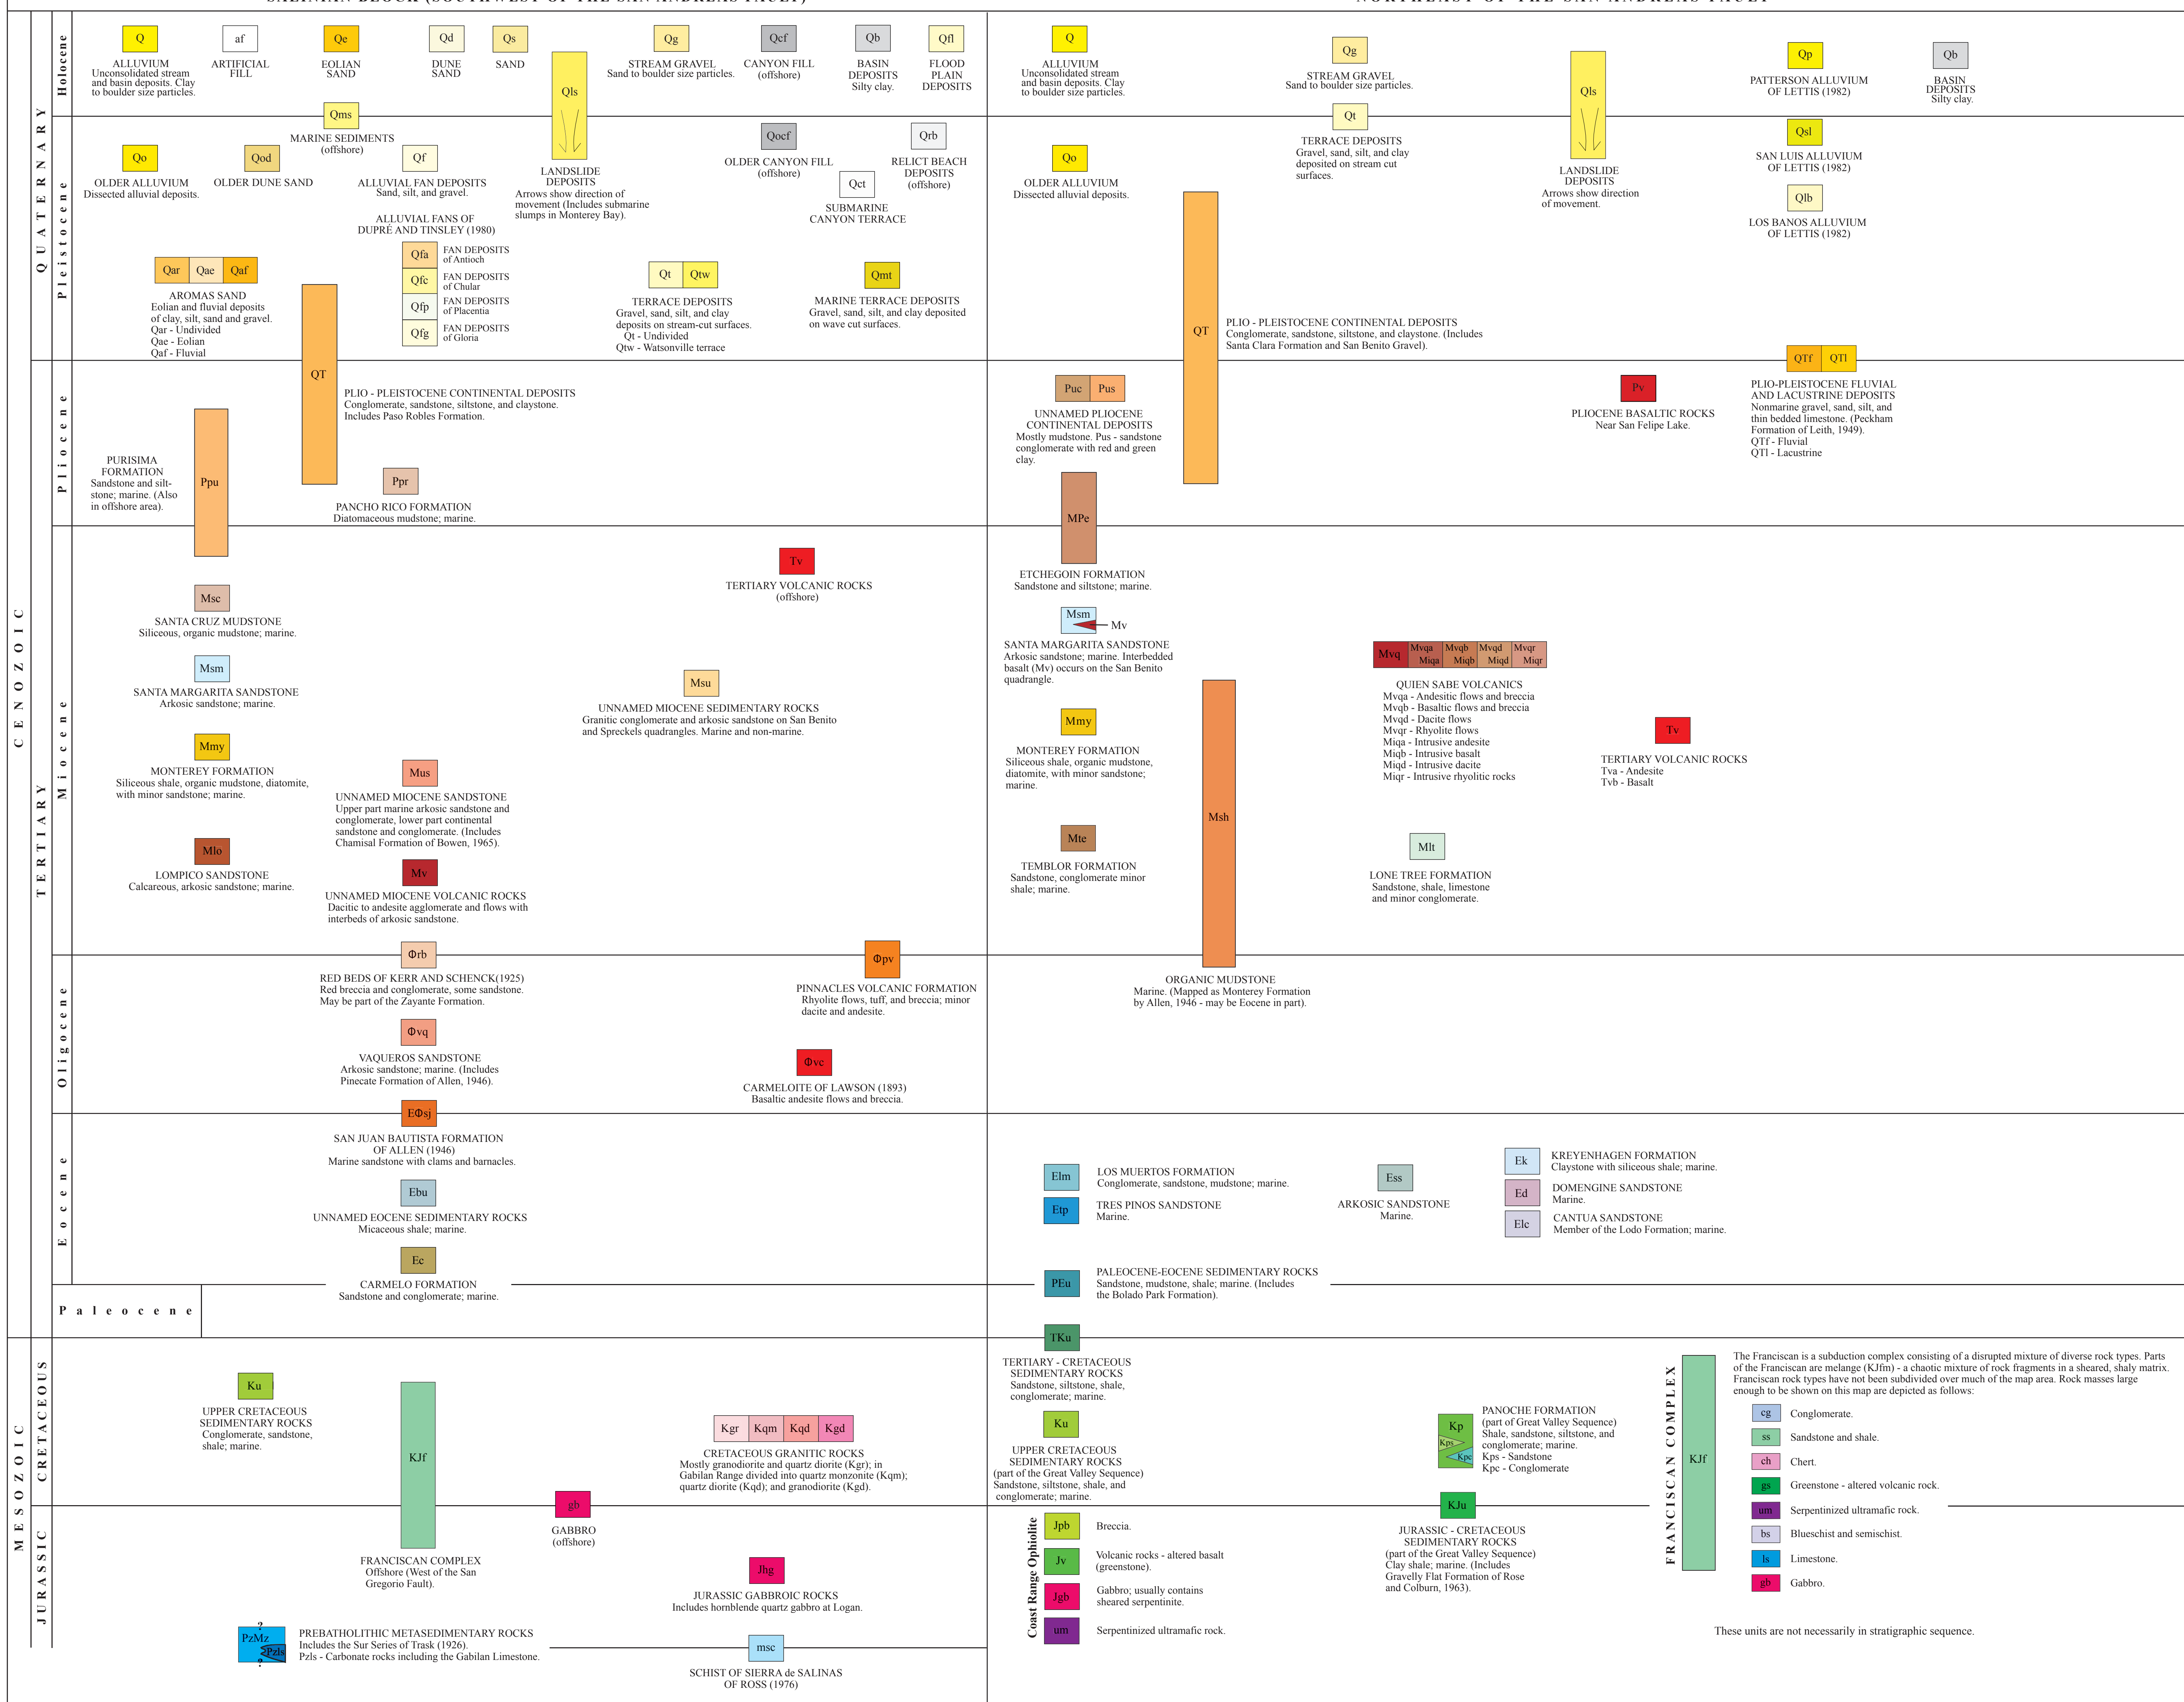 SALINIAN BLOCK (SOUTHWEST OF THE SAN ANDREAS FAULT)
NORTHEAST OF THE SAN ANDREAS FAULT
CENOZOIC
MESOZOIC
QUATERNARY
TERTIARY
CRETACEOUS
JURASSIC
Holocene
Pleistocene
Pliocene
Miocene
Oligocene
Eocene
Paleocene
Q
ALLUVIUM
Unconsolidated stream
and basin deposits. Clay
to boulder size particles.
af
ARTIFICIAL
FILL
Qe
EOLIAN
SAND
Qd
DUNE
SAND
Qs
SAND
Qls
LANDSLIDE
DEPOSITS
Arrows show direction of
movement (Includes submarine
slumps in Monterey Bay).
Qg
STREAM GRAVEL
Sand to boulder size particles.
Qcf
CANYON FILL
(offshore)
Qb
BASIN
DEPOSITS
Silty clay.
Qfl
FLOOD
PLAIN
DEPOSITS
Qms
MARINE SEDIMENTS
(offshore)
Qo
OLDER ALLUVIUM
Dissected alluvial deposits.
Qod
OLDER DUNE SAND
Qf
ALLUVIAL FAN DEPOSITS
Sand, silt, and gravel.
ALLUVIAL FANS OF
DUPRÉ AND TINSLEY (1980)
Qfa
FAN DEPOSITS
of Antioch
Qfc
FAN DEPOSITS
of Chular
Qfp
FAN DEPOSITS
of Placentia
Qfg
FAN DEPOSITS
of Gloria
Qocf
OLDER CANYON FILL
(offshore)
Qct
SUBMARINE
CANYON TERRACE
Qrb
RELICT BEACH
DEPOSITS
(offshore)
Qar Qae Qaf
AROMAS SAND
Eolian and fluvial deposits
of clay, silt, sand and gravel.
Qar - Undivided
Qae - Eolian
Qaf - Fluvial
Qt Qtw
TERRACE DEPOSITS
Gravel, sand, silt, and clay
deposits on stream-cut surfaces.
Qt - Undivided
Qtw - Watsonville terrace
Qmt
MARINE TERRACE DEPOSITS
Gravel, sand, silt, and clay deposited
on wave cut surfaces.
QT
PLIO - PLEISTOCENE CONTINENTAL DEPOSITS
Conglomerate, sandstone, siltstone, and claystone.
Includes Paso Robles Formation.
PURISIMA
FORMATION
Sandstone and silt-
stone; marine. (Also
in offshore area).
Ppu
Ppr
PANCHO RICO FORMATION
Diatomaceous mudstone; marine.
Tv
TERTIARY VOLCANIC ROCKS
(offshore)
Msc
SANTA CRUZ MUDSTONE
Siliceous, organic mudstone; marine.
Msm
SANTA MARGARITA SANDSTONE
Arkosic sandstone; marine.
Msu
UNNAMED MIOCENE SEDIMENTARY ROCKS
Granitic conglomerate and arkosic sandstone on San Benito
and Spreckels quadrangles. Marine and non-marine.
Mmy
MONTEREY FORMATION
Siliceous shale, organic mudstone, diatomite,
with minor sandstone; marine.
Mus
UNNAMED MIOCENE SANDSTONE
Upper part marine arkosic sandstone and
conglomerate, lower part continental
sandstone and conglomerate. (Includes
Chamisal Formation of Bowen, 1965).
Mlo
LOMPICO SANDSTONE
Calcareous, arkosic sandstone; marine.
Mv
UNNAMED MIOCENE VOLCANIC ROCKS
Dacitic to andesite agglomerate and flows with
interbeds of arkosic sandstone.
Φrb
RED BEDS OF KERR AND SCHENCK(1925)
Red breccia and conglomerate, some sandstone.
May be part of the Zayante Formation.
Φpv
PINNACLES VOLCANIC FORMATION
Rhyolite flows, tuff, and breccia; minor
dacite and andesite.
Φvq
VAQUEROS SANDSTONE
Arkosic sandstone; marine. (Includes
Pinecate Formation of Allen, 1946).
Φvc
CARMELOITE OF LAWSON (1893)
Basaltic andesite flows and breccia.
EΦsj
SAN JUAN BAUTISTA FORMATION
OF ALLEN (1946)
Marine sandstone with clams and barnacles.
Ebu
UNNAMED EOCENE SEDIMENTARY ROCKS
Micaceous shale; marine.
Ec
CARMELO FORMATION
Sandstone and conglomerate; marine.
Ku
UPPER CRETACEOUS
SEDIMENTARY ROCKS
Conglomerate, sandstone,
shale; marine.
KJf
FRANCISCAN COMPLEX
Offshore (West of the San
Gregorio Fault).
Kgr Kqm Kqd Kgd
CRETACEOUS GRANITIC ROCKS
Mostly granodiorite and quartz diorite (Kgr); in
Gabilan Range divided into quartz monzonite (Kqm);
quartz diorite (Kqd); and granodiorite (Kgd).
gb
GABBRO
(offshore)
Jhg
JURASSIC GABBROIC ROCKS
Includes hornblende quartz gabbro at Logan.
?
PzMz
Pzls
?
PREBATHOLITHIC METASEDIMENTARY ROCKS
Includes the Sur Series of Trask (1926).
Pzls - Carbonate rocks including the Gabilan Limestone.
msc
SCHIST OF SIERRA de SALINAS
OF ROSS (1976)
Q
ALLUVIUM
Unconsolidated stream
and basin deposits. Clay
to boulder size particles.
Qg
STREAM GRAVEL
Sand to boulder size particles.
Qt
TERRACE DEPOSITS
Gravel, sand, silt, and clay
deposited on stream cut
surfaces.
Qls
LANDSLIDE
DEPOSITS
Arrows show direction
of movement.
Qp
PATTERSON ALLUVIUM
OF LETTIS (1982)
Qb
BASIN
DEPOSITS
Silty clay.
Qsl
SAN LUIS ALLUVIUM
OF LETTIS (1982)
Qlb
LOS BANOS ALLUVIUM
OF LETTIS (1982)
Qo
OLDER ALLUVIUM
Dissected alluvial deposits.
QT
PLIO - PLEISTOCENE CONTINENTAL DEPOSITS
Conglomerate, sandstone, siltstone, and claystone. (Includes
Santa Clara Formation and San Benito Gravel).
QTf QTl
PLIO-PLEISTOCENE FLUVIAL
AND LACUSTRINE DEPOSITS
Nonmarine gravel, sand, silt, and
thin bedded limestone. (Peckham
Formation of Leith, 1949).
QTf - Fluvial
QTl - Lacustrine
Puc Pus
UNNAMED PLIOCENE
CONTINENTAL DEPOSITS
Mostly mudstone. Pus - sandstone
conglomerate with red and green
clay.
Pv
PLIOCENE BASALTIC ROCKS
Near San Felipe Lake.
MPe
ETCHEGOIN FORMATION
Sandstone and siltstone; marine.
Msm
Mv
SANTA MARGARITA SANDSTONE
Arkosic sandstone; marine. Interbedded
basalt (Mv) occurs on the San Benito
quadrangle.
Mvq Mvqa Mvqb Mvqd Mvqr
Miqa Miqb Miqd Miqr
QUIEN SABE VOLCANICS
Mvqa - Andesitic flows and breccia
Mvqb - Basaltic flows and breccia
Mvqd - Dacite flows
Mvqr - Rhyolite flows
Miqa - Intrusive andesite
Miqb - Intrusive basalt
Miqd - Intrusive dacite
Miqr - Intrusive rhyolitic rocks
Tv
TERTIARY VOLCANIC ROCKS
Tva - Andesite
Tvb - Basalt
Mmy
MONTEREY FORMATION
Siliceous shale, organic mudstone,
diatomite, with minor sandstone;
marine.
Msh
ORGANIC MUDSTONE
Marine. (Mapped as Monterey Formation
by Allen, 1946 - may be Eocene in part).
Mte
TEMBLOR FORMATION
Sandstone, conglomerate minor
shale; marine.
Mlt
LONE TREE FORMATION
Sandstone, shale, limestone
and minor conglomerate.
Elm
LOS MUERTOS FORMATION
Conglomerate, sandstone, mudstone; marine.
Etp
TRES PINOS SANDSTONE
Marine.
Ess
ARKOSIC SANDSTONE
Marine.
Ek
KREYENHAGEN FORMATION
Claystone with siliceous shale; marine.
Ed
DOMENGINE SANDSTONE
Marine.
Elc
CANTUA SANDSTONE
Member of the Lodo Formation; marine.
PEu
PALEOCENE-EOCENE SEDIMENTARY ROCKS
Sandstone, mudstone, shale; marine. (Includes
the Bolado Park Formation).
TKu
TERTIARY - CRETACEOUS
SEDIMENTARY ROCKS
Sandstone, siltstone, shale,
conglomerate; marine.
Ku
UPPER CRETACEOUS
SEDIMENTARY ROCKS
(part of the Great Valley Sequence)
Sandstone, siltstone, shale, and
conglomerate; marine.
Kp
Kps
Kpc
PANOCHE FORMATION
(part of Great Valley Sequence)
Shale, sandstone, siltstone, and
conglomerate; marine.
Kps - Sandstone
Kpc - Conglomerate
KJu
JURASSIC - CRETACEOUS
SEDIMENTARY ROCKS
(part of the Great Valley Sequence)
Clay shale; marine. (Includes
Gravelly Flat Formation of Rose
and Colburn, 1963).
Coast Range Ophiolite
Jpb
Breccia.
Jv
Volcanic rocks - altered basalt
(greenstone).
Jgb
Gabbro; usually contains
sheared serpentinite.
um
Serpentinized ultramafic rock.
FRANCISCAN COMPLEX
KJf
The Franciscan is a subduction complex consisting of a disrupted mixture of diverse rock types. Parts
of the Franciscan are melange (KJfm) - a chaotic mixture of rock fragments in a sheared, shaly matrix.
Franciscan rock types have not been subdivided over much of the map area. Rock masses large
enough to be shown on this map are depicted as follows:
cg
Conglomerate.
ss
Sandstone and shale.
ch
Chert.
gs
Greenstone - altered volcanic rock.
um
Serpentinized ultramafic rock.
bs
Blueschist and semischist.
ls
Limestone.
gb
Gabbro.
These units are not necessarily in stratigraphic sequence.